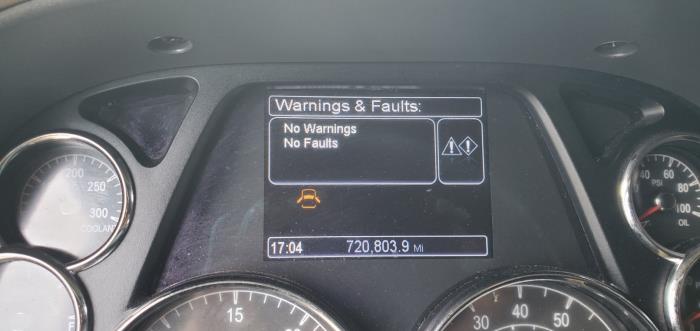 Warnings & Faults:
No Warnings
No Faults
17:04 720,803.9 MI
200
250
300
COOLANT
40 60
80
PSI
100
OIL
15
30 40 50